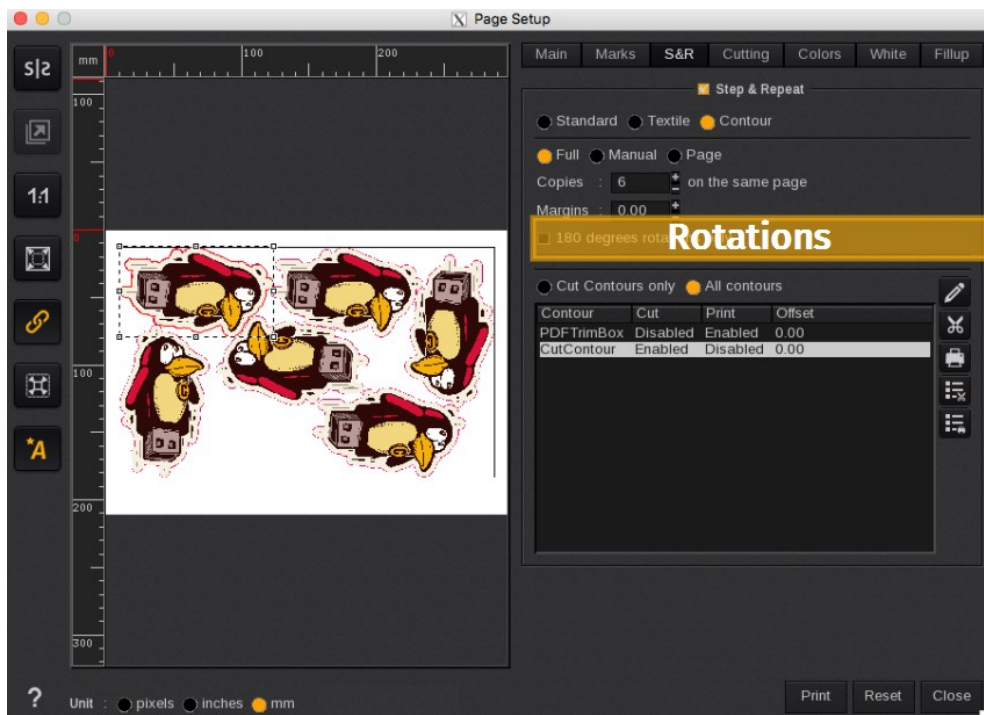 Page Setup
Main Marks S&R Cutting Colors White Fillup
Step & Repeat
Standard Textile Contour
Full Manual Page
Copies : 6 on the same page
Margins : 0.00
180 degrees
Rotations
Cut Contours only All contours
Contour Cut Print Offset
PDFTrimBox Disabled Enabled 0.00
CutContour Enabled Disabled 0.00
S|S
1:1
*A
mm
0 100 200
100
0
100
200
300
G
G
G
G
G
G
? Unit : pixels inches mm
Print Reset Close